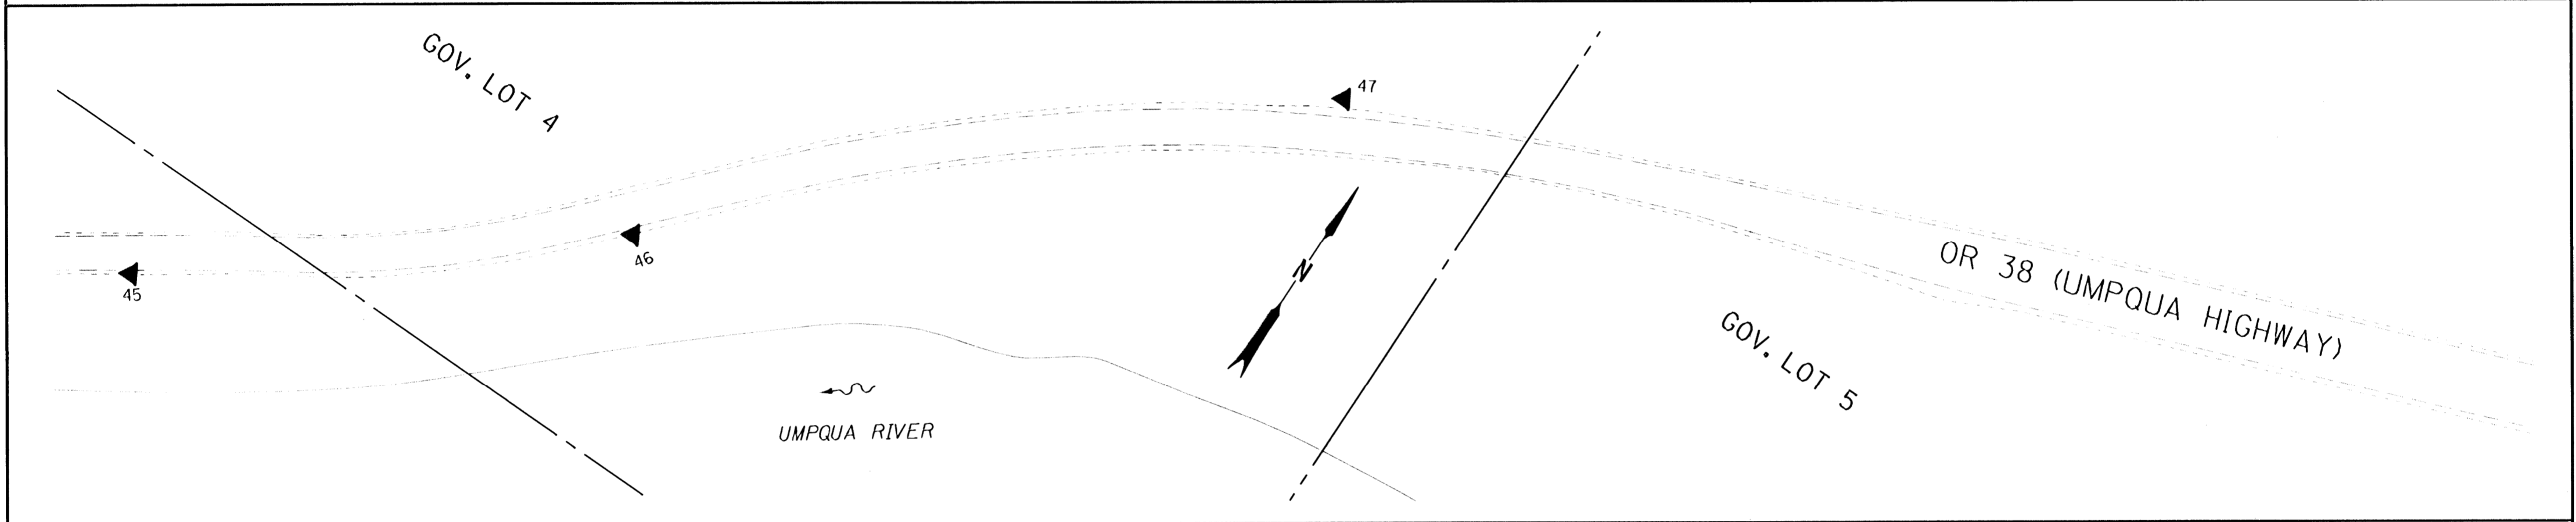 GOV. LOT 4
47
46
45
N
OR 38 (UMPQUA HIGHWAY)
GOV. LOT 5
UMPQUA RIVER